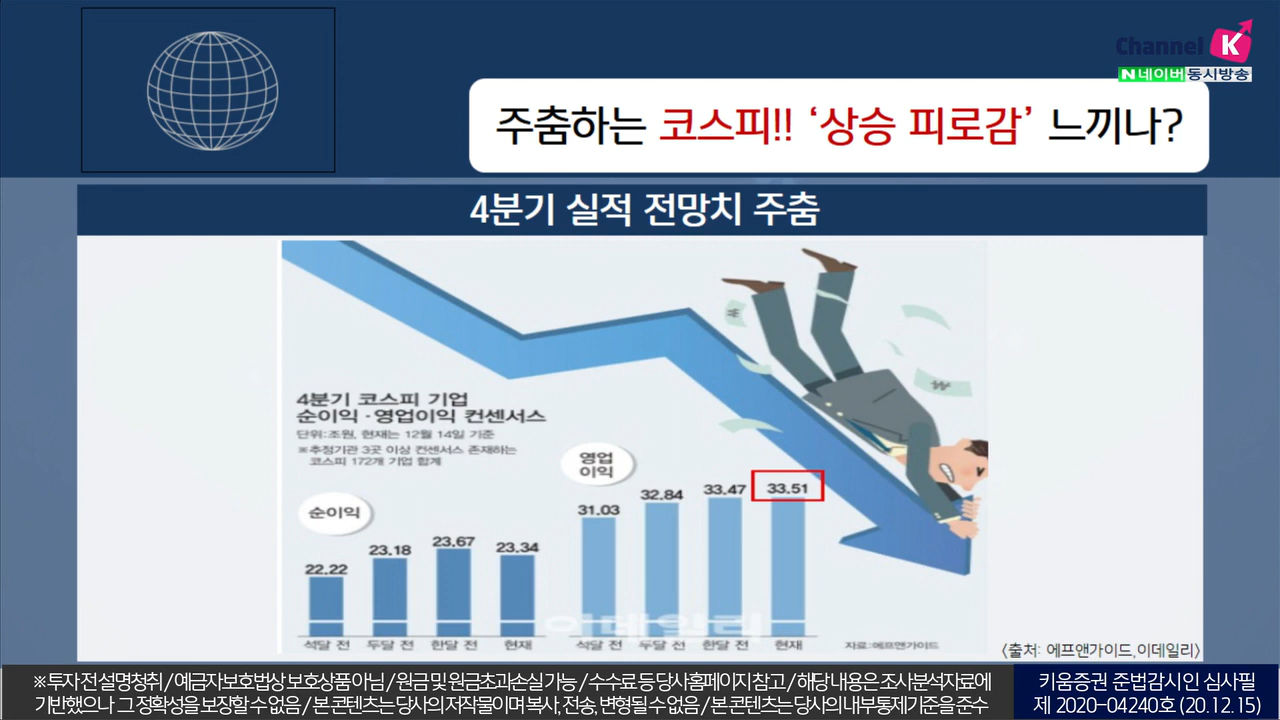 Channel K
N 네이버 동시방송
주춤하는 코스피!! ‘상승 피로감’ 느끼나?
4분기 실적 전망치 주춤
4분기 코스피 기업
순이익·영업이익 컨센서스
단위:조원, 현재는 12월 14일 기준
※추정기관 3곳 이상 컨센서스 존재하는
코스피 172개 기업 합계
순이익
22.22 23.18 23.67 23.34
석달 전 두달 전 한달 전 현재
영업
이익
31.03 32.84 33.47 33.51
석달 전 두달 전 한달 전 현재
₩
₩
이데일리
자료:에프앤가이드
<출처: 에프앤가이드,이데일리>
※투자 전 설명청취 / 예금자보호법상 보호상품 아님 / 원금 및 원금초과손실 가능 / 수수료 등 당사 홈페이지 참고 / 해당 내용은 조사분석자료에
기반했으나 그 정확성을 보장할 수 없음 / 본 콘텐츠는 당사의 저작물이며 복사, 전송, 변형될 수 없음 / 본 콘텐츠는 당사의 내부통제기준을 준수
키움증권 준법감시인 심사필
제 2020-04240호 (20.12.15)